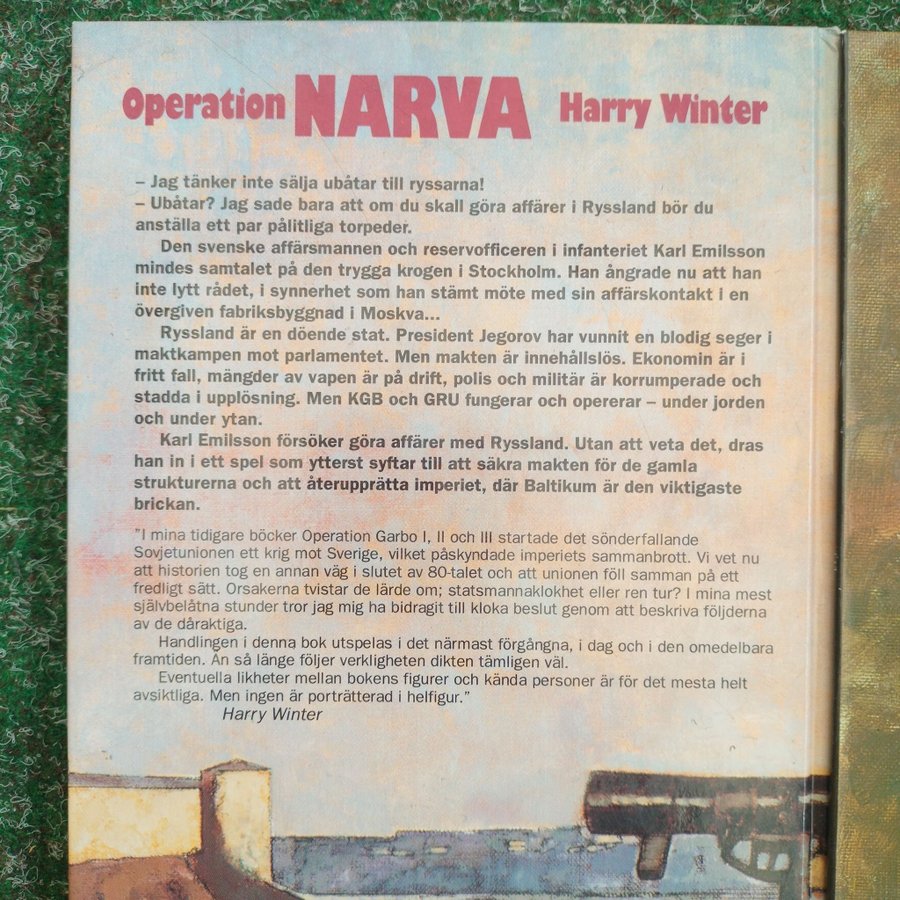 Operation NARVA Harry Winter
– Jag tänker inte sälja ubåtar till ryssarna!
– Ubåtar? Jag sade bara att om du skall göra affärer i Ryssland bör du
anställa ett par pålitliga torpeder.
Den svenske affärsmannen och reservofficeren i infanteriet Karl Emilsson
mindes samtalet på den trygga krogen i Stockholm. Han ångrade nu att han
inte lytt rådet, i synnerhet som han stämt möte med sin affärskontakt i en
övergiven fabriksbyggnad i Moskva...
Ryssland är en döende stat. President Jegorov har vunnit en blodig seger i
maktkampen mot parlamentet. Men makten är innehållslös. Ekonomin är i
fritt fall, mängder av vapen är på drift, polis och militär är korrumperade och
stadda i upplösning. Men KGB och GRU fungerar och opererar – under jorden
och under ytan.
Karl Emilsson försöker göra affärer med Ryssland. Utan att veta det, dras
han in i ett spel som ytterst syftar till att säkra makten för de gamla
strukturerna och att återupprätta imperiet, där Baltikum är den viktigaste
brickan.
”I mina tidigare böcker Operation Garbo I, II och III startade det sönderfallande
Sovjetunionen ett krig mot Sverige, vilket påskyndade imperiets sammanbrott. Vi vet nu
att historien tog en annan väg i slutet av 80-talet och att unionen föll samman på ett
fredligt sätt. Orsakerna tvistar de lärde om; statsmannaklokhet eller ren tur? I mina mest
självbelåtna stunder tror jag mig ha bidragit till kloka beslut genom att beskriva följderna
av de dåraktiga.
Handlingen i denna bok utspelas i det närmast förgångna, i dag och i den omedelbara
framtiden. Än så länge följer verkligheten dikten tämligen väl.
Eventuella likheter mellan bokens figurer och kända personer är för det mesta helt
avsiktliga. Men ingen är porträtterad i helfigur.”
Harry Winter